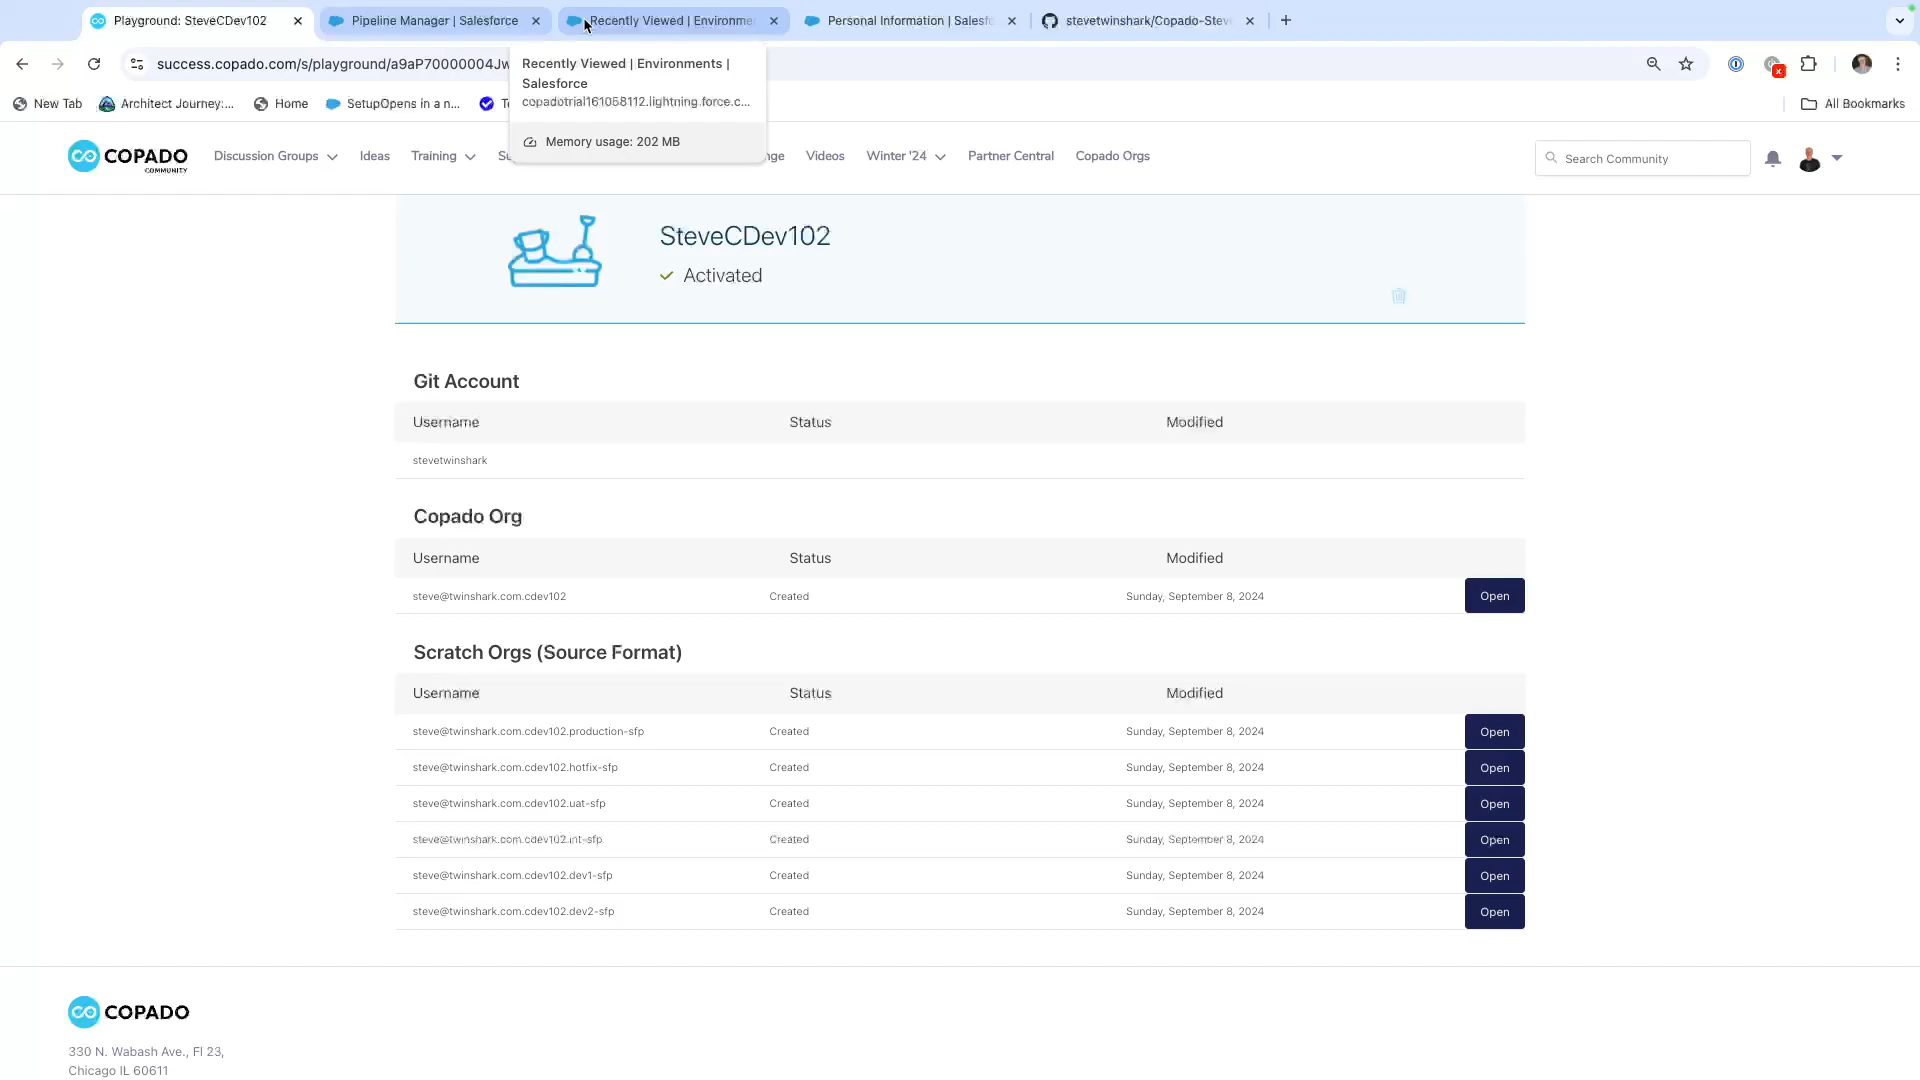 Playground: SteveCDev102
Pipeline Manager | Salesforce
Recently Viewed | Environme
Personal Information | Salesfo
stevetwinshark/Copado-Steve
success.copado.com/s/playground/a9aP70000004Jw
Recently Viewed | Environments |
Salesforce
copadotrial161058112.lightning.force.c...
Memory usage: 202 MB
New Tab
Architect Journey:...
Home
SetupOpens in a n...
All Bookmarks
COPADO
COMMUNITY
Discussion Groups
Ideas
Training
Videos
Winter '24
Partner Central
Copado Orgs
Search Community
SteveCDev102
Activated
Git Account
Username Status Modified
stevetwinshark
Copado Org
Username Status Modified
steve@twinshark.com.cdev102 Created Sunday, September 8, 2024 Open
Scratch Orgs (Source Format)
Username Status Modified
steve@twinshark.com.cdev102.production-sfp Created Sunday, September 8, 2024 Open
steve@twinshark.com.cdev102.hotfix-sfp Created Sunday, September 8, 2024 Open
steve@twinshark.com.cdev102.uat-sfp Created Sunday, September 8, 2024 Open
steve@twinshark.com.cdev102.int-sfp Created Sunday, September 8, 2024 Open
steve@twinshark.com.cdev102.dev1-sfp Created Sunday, September 8, 2024 Open
steve@twinshark.com.cdev102.dev2-sfp Created Sunday, September 8, 2024 Open
COPADO
330 N. Wabash Ave., Fl 23,
Chicago IL 60611